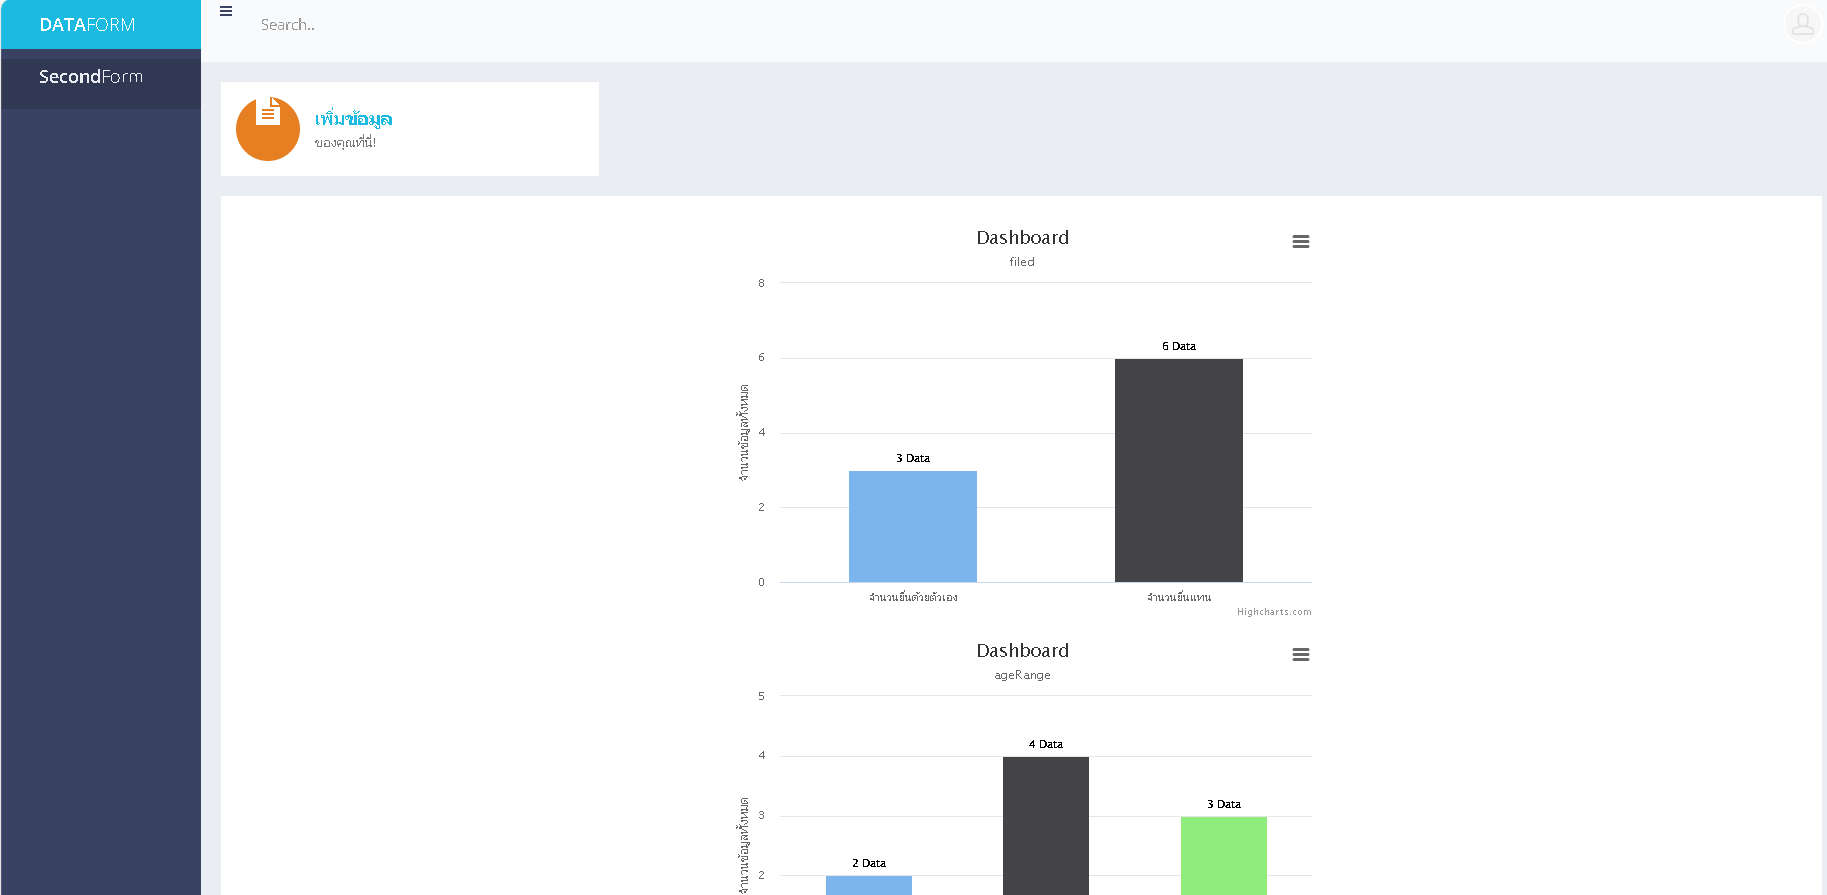 DATAFORM
Search..
SecondForm
เพิ่มข้อมูล
ของคุณที่นี่!
Dashboard
filed
8
6
4
2
0
จำนวนข้อมูลทั้งหมด
3 Data
6 Data
จำนวนยื่นด้วยตัวเอง
จำนวนยื่นแทน
Highcharts.com
Dashboard
ageRange
5
4
3
2
จำนวนข้อมูลทั้งหมด
2 Data
4 Data
3 Data